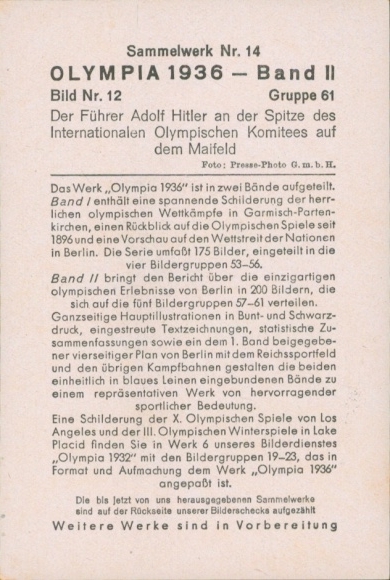 Sammelwerk Nr. 14
OLYMPIA 1936 — Band II
Bild Nr. 12 Gruppe 61
Der Führer Adolf Hitler an der Spitze des
Internationalen Olympischen Komitees auf
dem Maifeld
Foto: Presse-Photo G. m. b. H.
Das Werk „Olympia 1936" ist in zwei Bände aufgeteilt.
Band I enthält eine spannende Schilderung der herr-
lichen olympischen Wettkämpfe in Garmisch-Parten-
kirchen, einen Rückblick auf die Olympischen Spiele seit
1896 und eine Vorschau auf den Wettstreit der Nationen
in Berlin. Die Serie umfaßt 175 Bilder, eingeteilt in die
vier Bildergruppen 53–56.
Band II bringt den Bericht über die einzigartigen
olympischen Erlebnisse von Berlin in 200 Bildern, die
sich auf die fünf Bildergruppen 57–61 verteilen.
Ganzseitige Hauptillustrationen in Bunt- und Schwarz-
druck, eingestreute Textzeichnungen, statistische Zu-
sammenfassungen sowie ein dem 1. Band beigegebe-
ner vierseitiger Plan von Berlin mit dem Reichssportfeld
und den übrigen Kampfbahnen gestalten die beiden
einheitlich in blaues Leinen eingebundenen Bände zu
einem repräsentativen Werk von hervorragender
sportlicher Bedeutung.
Eine Schilderung der X. Olympischen Spiele von Los
Angeles und der III. Olympischen Winterspiele in Lake
Placid finden Sie in Werk 6 unseres Bilderdienstes
„Olympia 1932" mit den Bildergruppen 19–23, das in
Format und Aufmachung dem Werk „Olympia 1936"
angepaßt ist.
Die bis jetzt von uns herausgegebenen Sammelwerke
sind auf der Rückseite unserer Bilderschecks aufgezählt
Weitere Werke sind in Vorbereitung